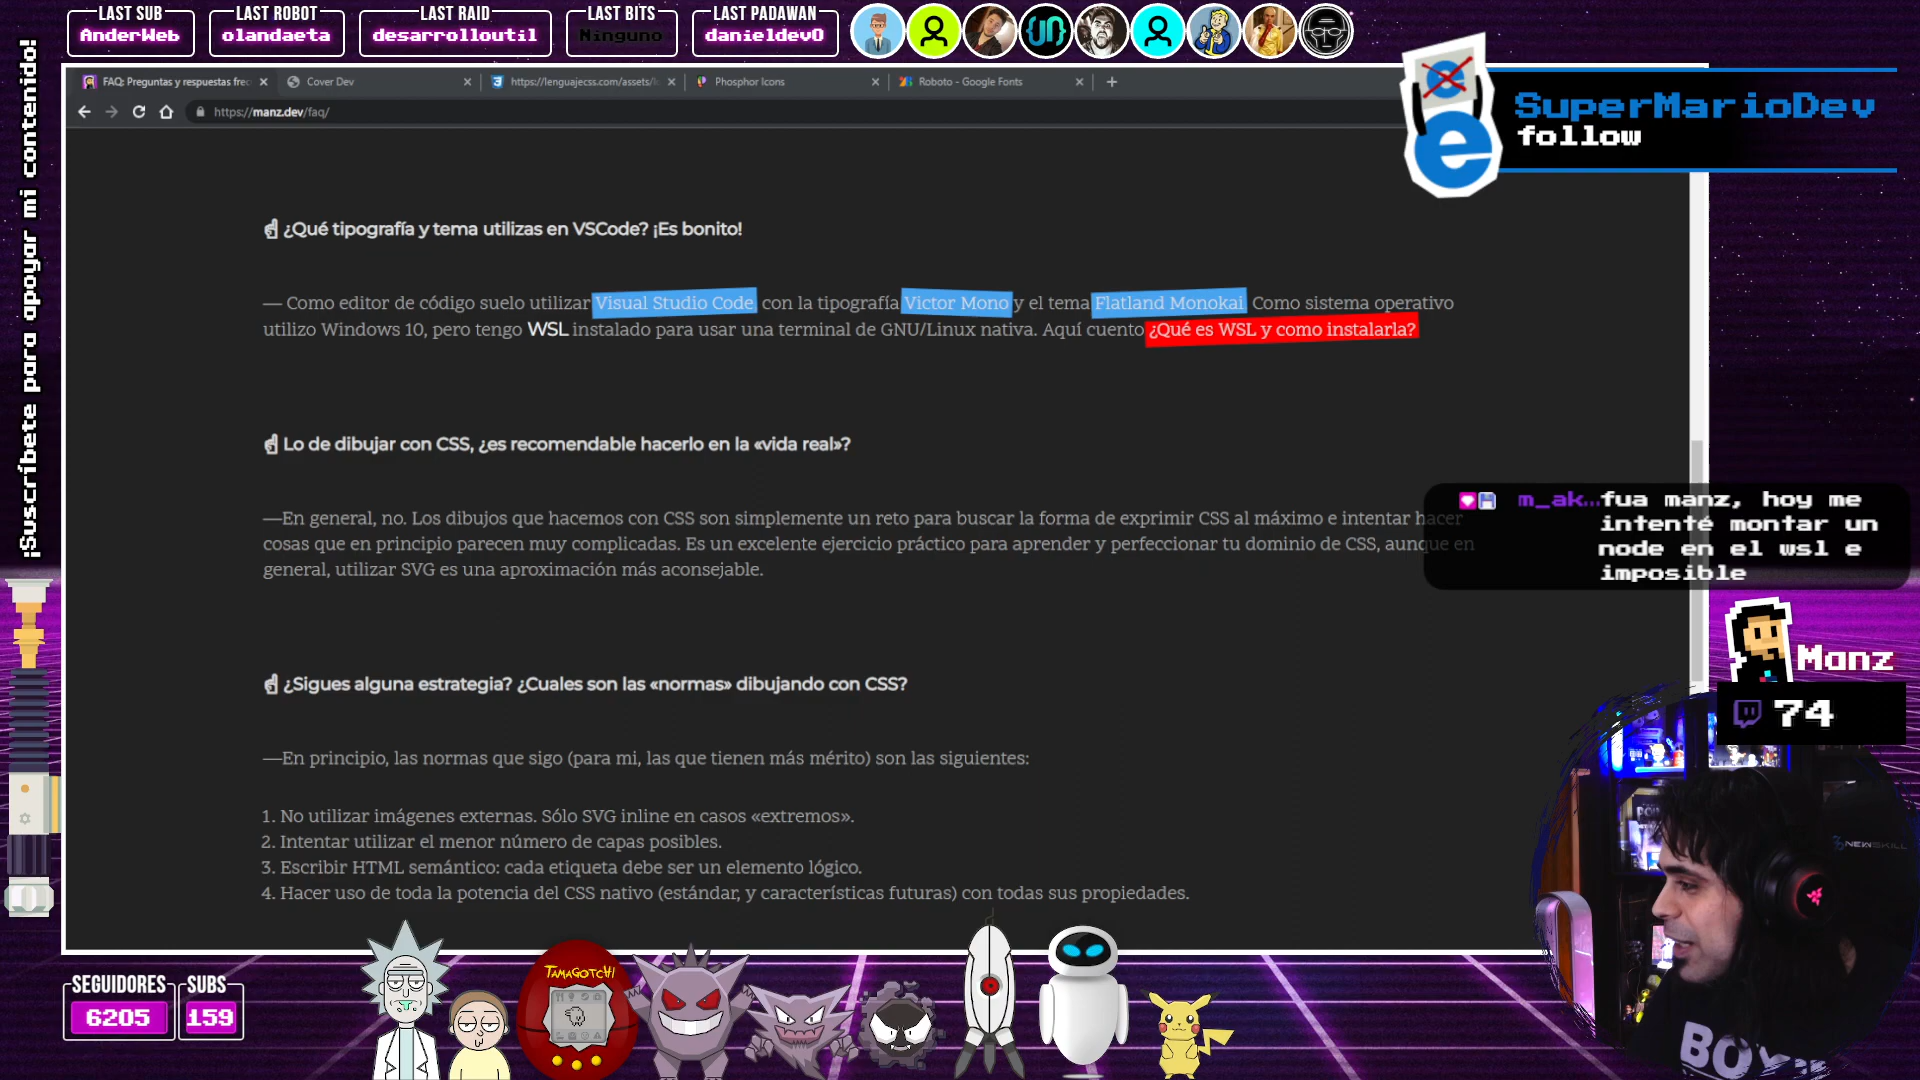 LAST SUB
AnderWeb
LAST ROBOT
olandaeta
LAST RAID
desarrolloutil
LAST BITS
Ninguno
LAST PADAWAN
danieldev0
¡Suscríbete para apoyar mi contenido!
FAQ: Preguntas y respuestas frec
Cover Dev
https://lenguajecss.com/assets/
Phosphor Icons
Roboto - Google Fonts
https://manz.dev/faq/
SuperMarioDev
follow
¿Qué tipografía y tema utilizas en VSCode? ¡Es bonito!
— Como editor de código suelo utilizar Visual Studio Code con la tipografía Victor Mono y el tema Flatland Monokai Como sistema operativo
utilizo Windows 10, pero tengo WSL instalado para usar una terminal de GNU/Linux nativa. Aquí cuento ¿Qué es WSL y como instalarla?
Lo de dibujar con CSS, ¿es recomendable hacerlo en la «vida real»?
—En general, no. Los dibujos que hacemos con CSS son simplemente un reto para buscar la forma de exprimir CSS al máximo e intentar hacer
cosas que en principio parecen muy complicadas. Es un excelente ejercicio práctico para aprender y perfeccionar tu dominio de CSS, aunque en
general, utilizar SVG es una aproximación más aconsejable.
m_ak... fua manz, hoy me
intenté montar un
node en el wsl e
imposible
¿Sigues alguna estrategia? ¿Cuales son las «normas» dibujando con CSS?
—En principio, las normas que sigo (para mi, las que tienen más mérito) son las siguientes:
1. No utilizar imágenes externas. Sólo SVG inline en casos «extremos».
2. Intentar utilizar el menor número de capas posibles.
3. Escribir HTML semántico: cada etiqueta debe ser un elemento lógico.
4. Hacer uso de toda la potencia del CSS nativo (estándar, y características futuras) con todas sus propiedades.
Manz
74
NEWSKILL
TAMAGOTCHI
SEGUIDORES
6205
SUBS
159